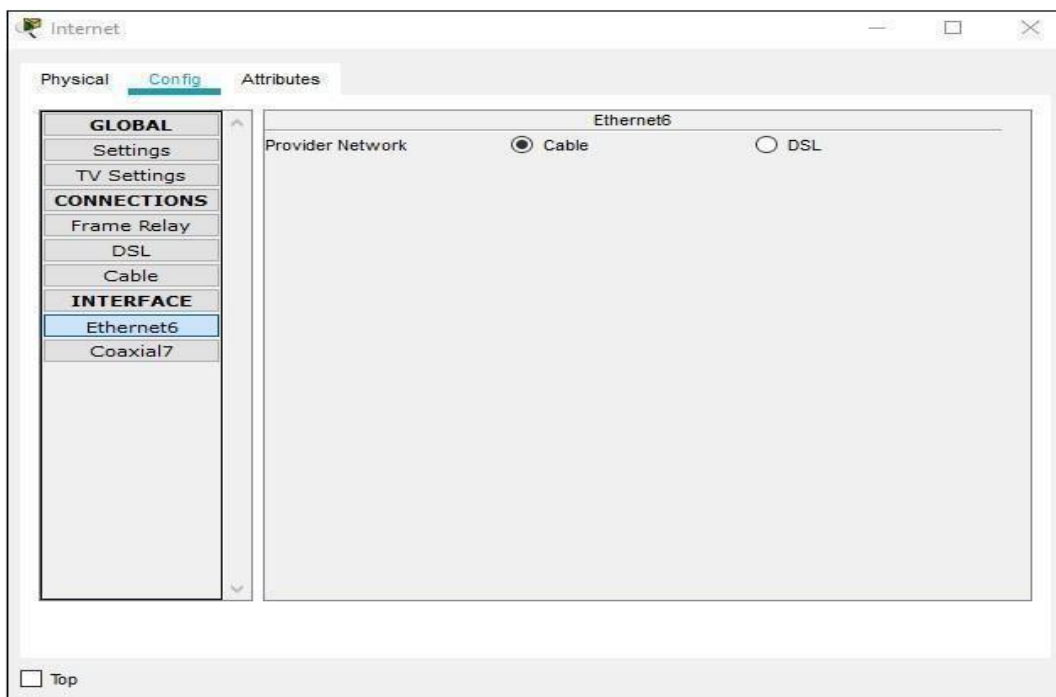 Internet
Physical Config Attributes
GLOBAL
Settings
TV Settings
CONNECTIONS
Frame Relay
DSL
Cable
INTERFACE
Ethernet6
Coaxial7
Ethernet6
Provider Network Cable DSL
Top